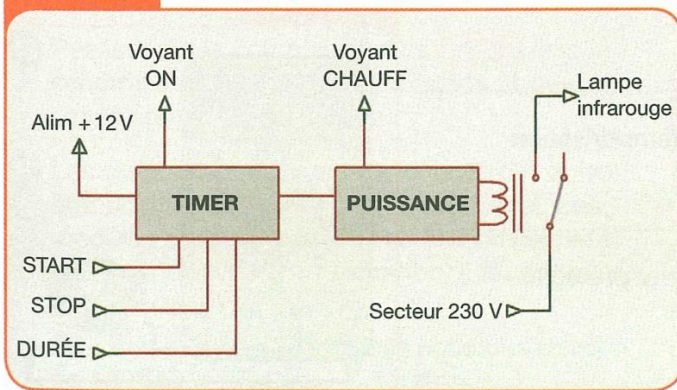 Voyant
ON
Voyant
CHAUFF
Lampe
infrarouge
Alim + 12 V
TIMER
PUISSANCE
START
STOP
Secteur 230 V
DURÉE